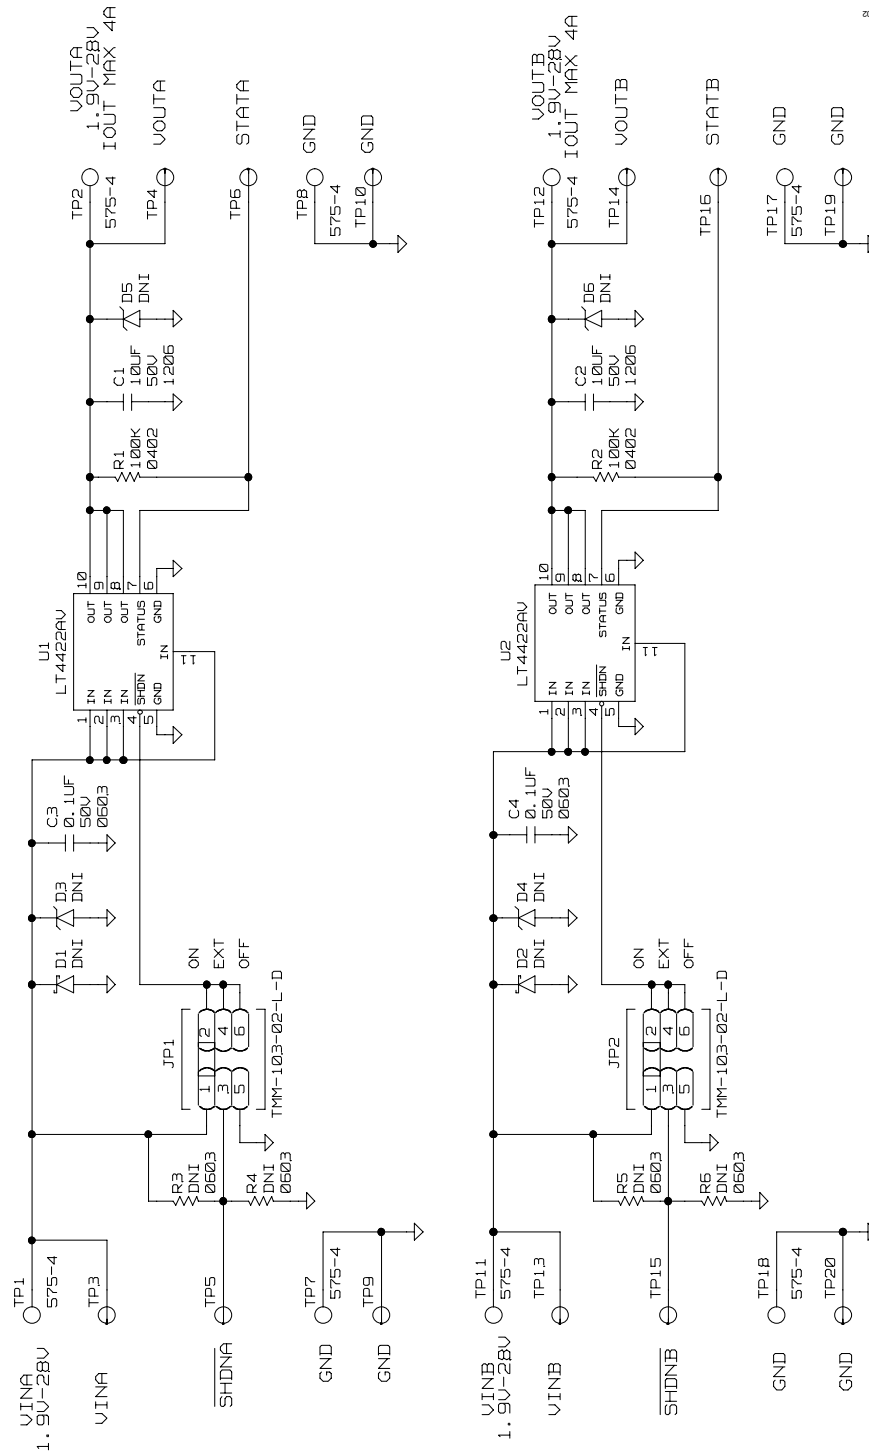 VINA
1.9V-28V
TP1
575-4
VINA
TP3
SHDNA
TP5
GND
TP7
575-4
GND
TP9
R3
DNI
0603
R4
DNI
0603
JP1
1
2
3
4
5
6
TMM-103-02-L-D
ON
EXT
OFF
D1
DNI
D3
DNI
C3
0.1UF
50V
0603
U1
LT4422AV
1
IN
2
IN
3
IN
4
SHDN
5
GND
10
OUT
9
OUT
8
OUT
7
STATUS
6
GND
IN
11
R1
100K
0402
C1
10UF
50V
1206
D5
DNI
TP2
575-4
VOUTA
1.9V-28V
IOUT MAX 4A
TP4
VOUTA
TP6
STATA
TP8
575-4
GND
TP10
GND
VINB
1.9V-28V
TP11
575-4
VINB
TP13
SHDNB
TP15
GND
TP18
575-4
GND
TP20
R5
DNI
0603
R6
DNI
0603
JP2
1
2
3
4
5
6
TMM-103-02-L-D
ON
EXT
OFF
D2
DNI
D4
DNI
C4
0.1UF
50V
0603
U2
LT4422AV
1
IN
2
IN
3
IN
4
SHDN
5
GND
10
OUT
9
OUT
8
OUT
7
STATUS
6
GND
IN
11
R2
100K
0402
C2
10UF
50V
1206
D6
DNI
TP12
575-4
VOUTB
1.9V-28V
IOUT MAX 4A
TP14
VOUTB
TP16
STATB
TP17
575-4
GND
TP19
GND
02